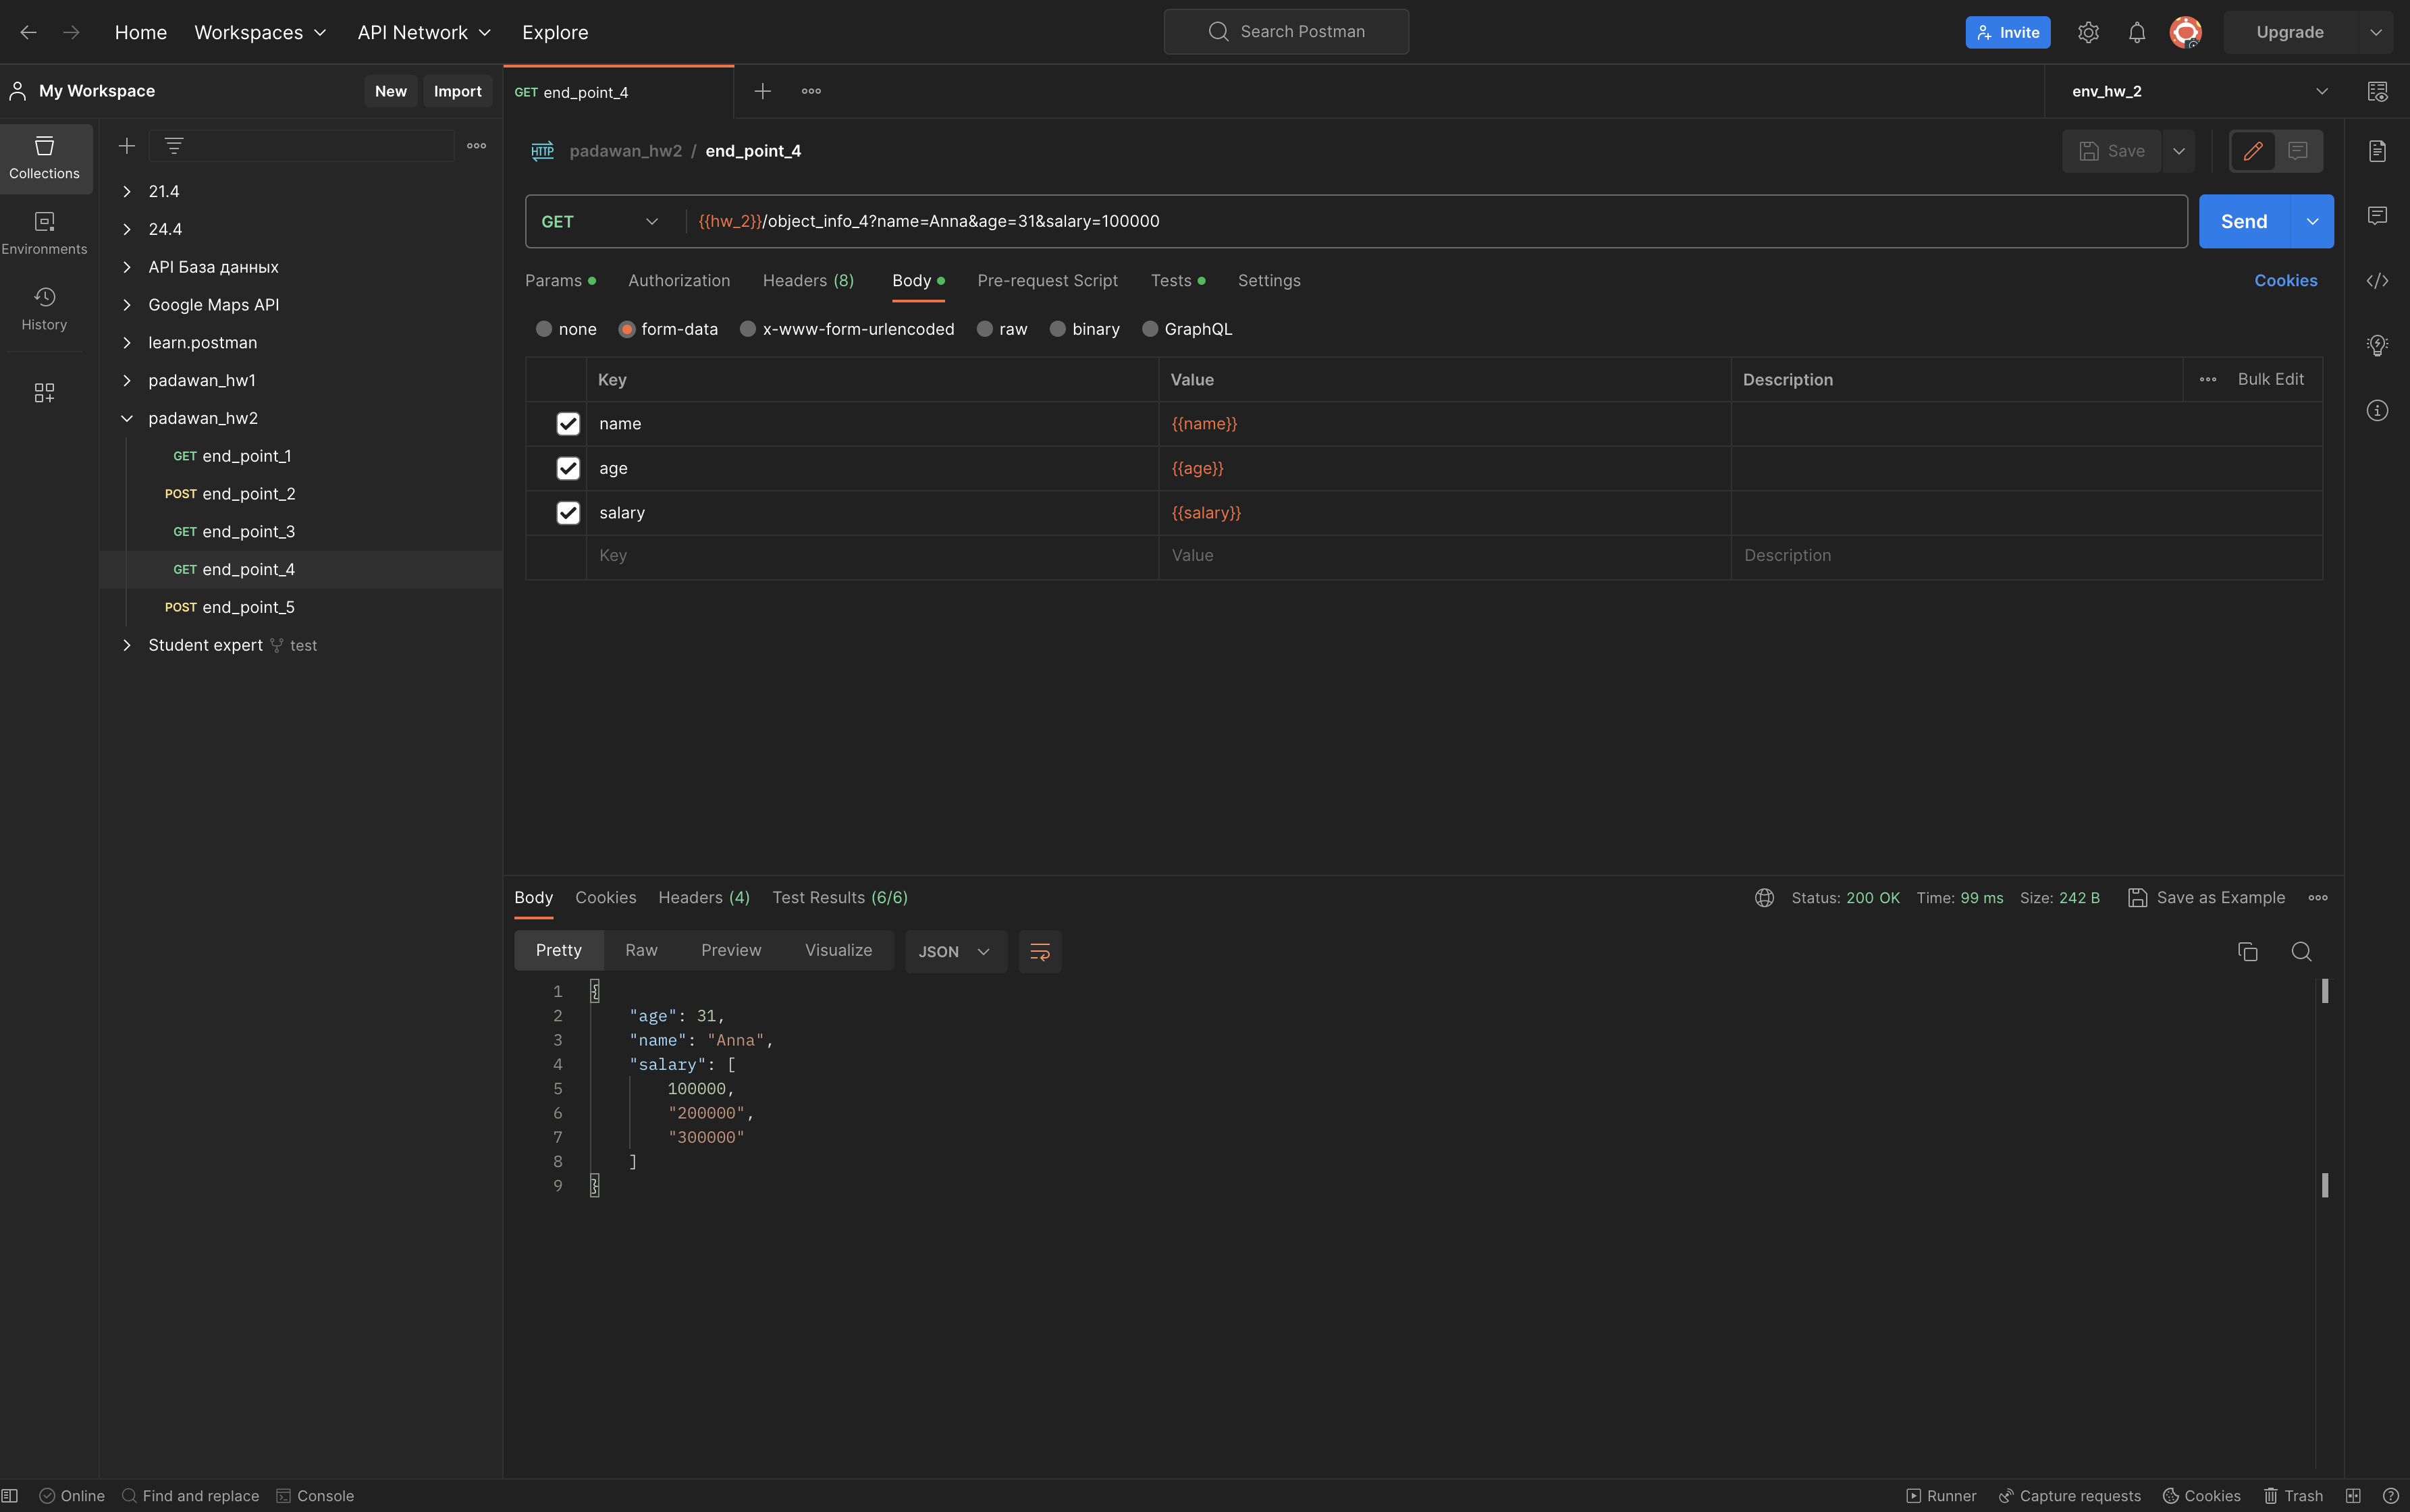 Home Workspaces API Network Explore Search Postman Invite Upgrade
My Workspace New Import GET end_point_4 env_hw_2
Collections
Environments
History
21.4
24.4
API База данных
Google Maps API
learn.postman
padawan_hw1
padawan_hw2
GET end_point_1
POST end_point_2
GET end_point_3
GET end_point_4
POST end_point_5
Student expert test
HTTP padawan_hw2 / end_point_4 Save
GET {{hw_2}}/object_info_4?name=Anna&age=31&salary=100000 Send
Params Authorization Headers (8) Body Pre-request Script Tests Settings Cookies
none form-data x-www-form-urlencoded raw binary GraphQL
Key Value Description Bulk Edit
name {{name}}
age {{age}}
salary {{salary}}
Key Value Description
Body Cookies Headers (4) Test Results (6/6) Status: 200 OK Time: 99 ms Size: 242 B Save as Example
Pretty Raw Preview Visualize JSON
1 {
2 "age": 31,
3 "name": "Anna",
4 "salary": [
5 100000,
6 "200000",
7 "300000"
8 ]
9 }
Online Find and replace Console Runner Capture requests Cookies Trash